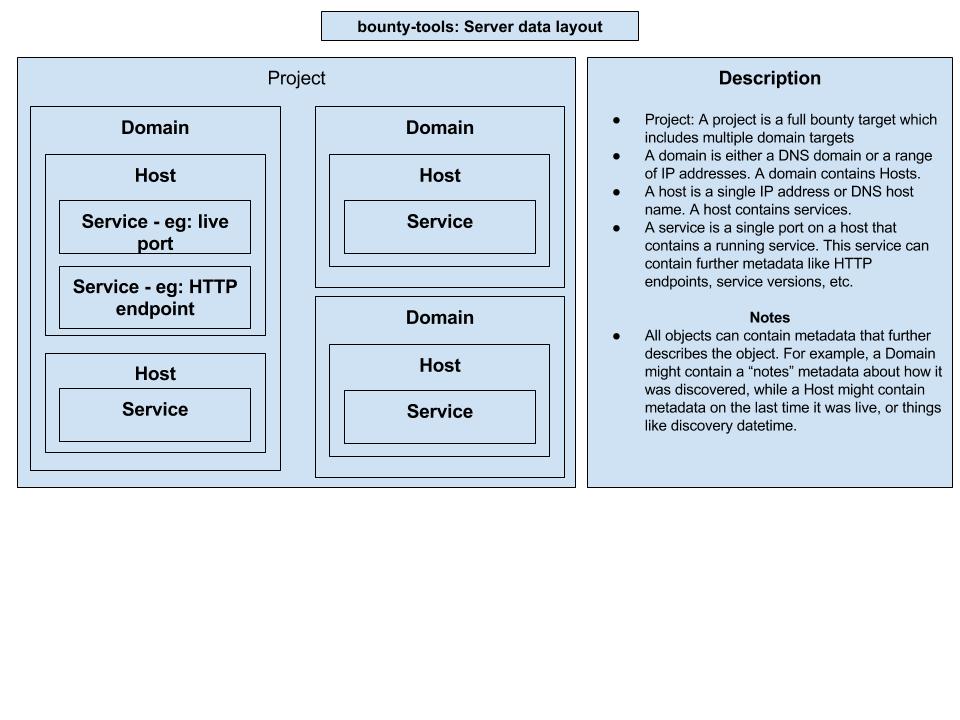 bounty-tools: Server data layout
Project
Domain
Host
Service - eg: live
port
Service - eg: HTTP
endpoint
Host
Service
Domain
Host
Service
Domain
Host
Service
Description
● Project: A project is a full bounty target which
includes multiple domain targets
● A domain is either a DNS domain or a range
of IP addresses. A domain contains Hosts.
● A host is a single IP address or DNS host
name. A host contains services.
● A service is a single port on a host that
contains a running service. This service can
contain further metadata like HTTP
endpoints, service versions, etc.
Notes
● All objects can contain metadata that further
describes the object. For example, a Domain
might contain a “notes” metadata about how it
was discovered, while a Host might contain
metadata on the last time it was live, or things
like discovery datetime.